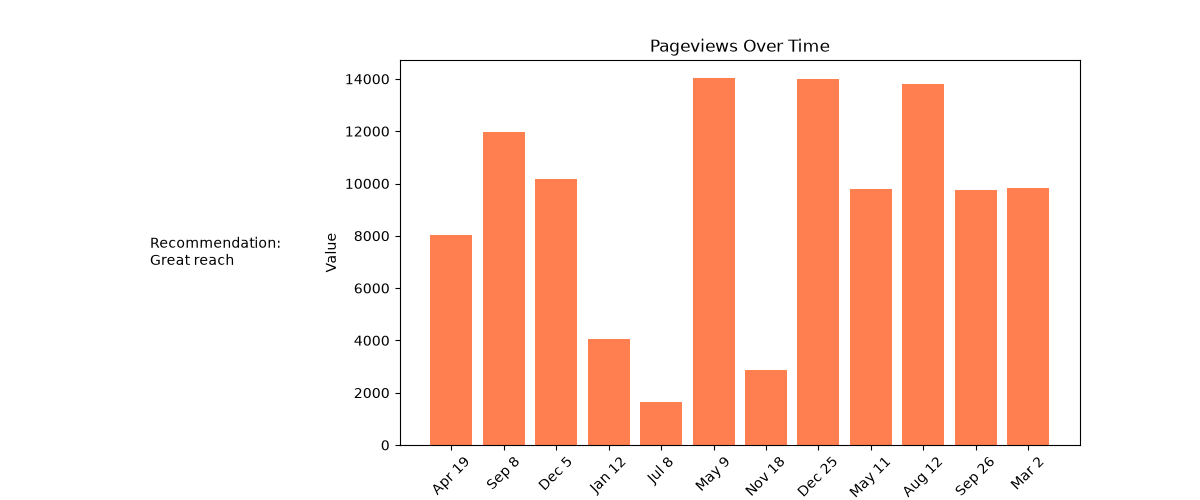 Pageviews Over Time
Recommendation:
Great reach
Value
14000
12000
10000
8000
6000
4000
2000
0
Apr 19
Sep 8
Dec 5
Jan 12
Jul 8
May 9
Nov 18
Dec 25
May 11
Aug 12
Sep 26
Mar 2